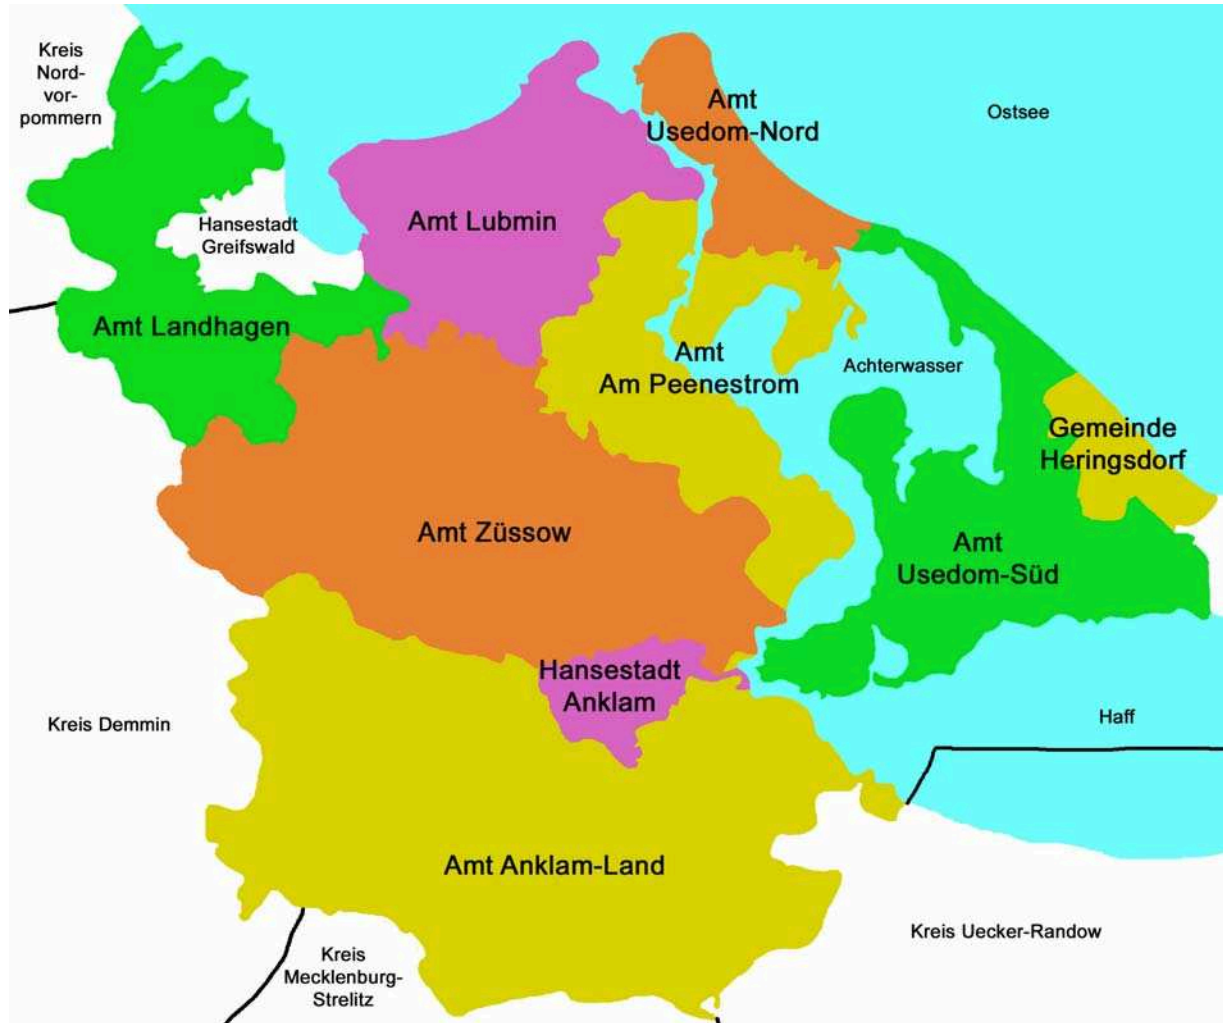 Kreis
Nord-
vor-
pommern
Amt
Usedom-Nord
Ostsee
Hansestadt
Greifswald
Amt Lubmin
Amt Landhagen
Amt
Am Peenestrom
Achterwasser
Gemeinde
Heringsdorf
Amt Züssow
Amt
Usedom-Süd
Hansestadt
Anklam
Kreis Demmin
Haff
Amt Anklam-Land
Kreis Uecker-Randow
Kreis
Mecklenburg-
Strelitz